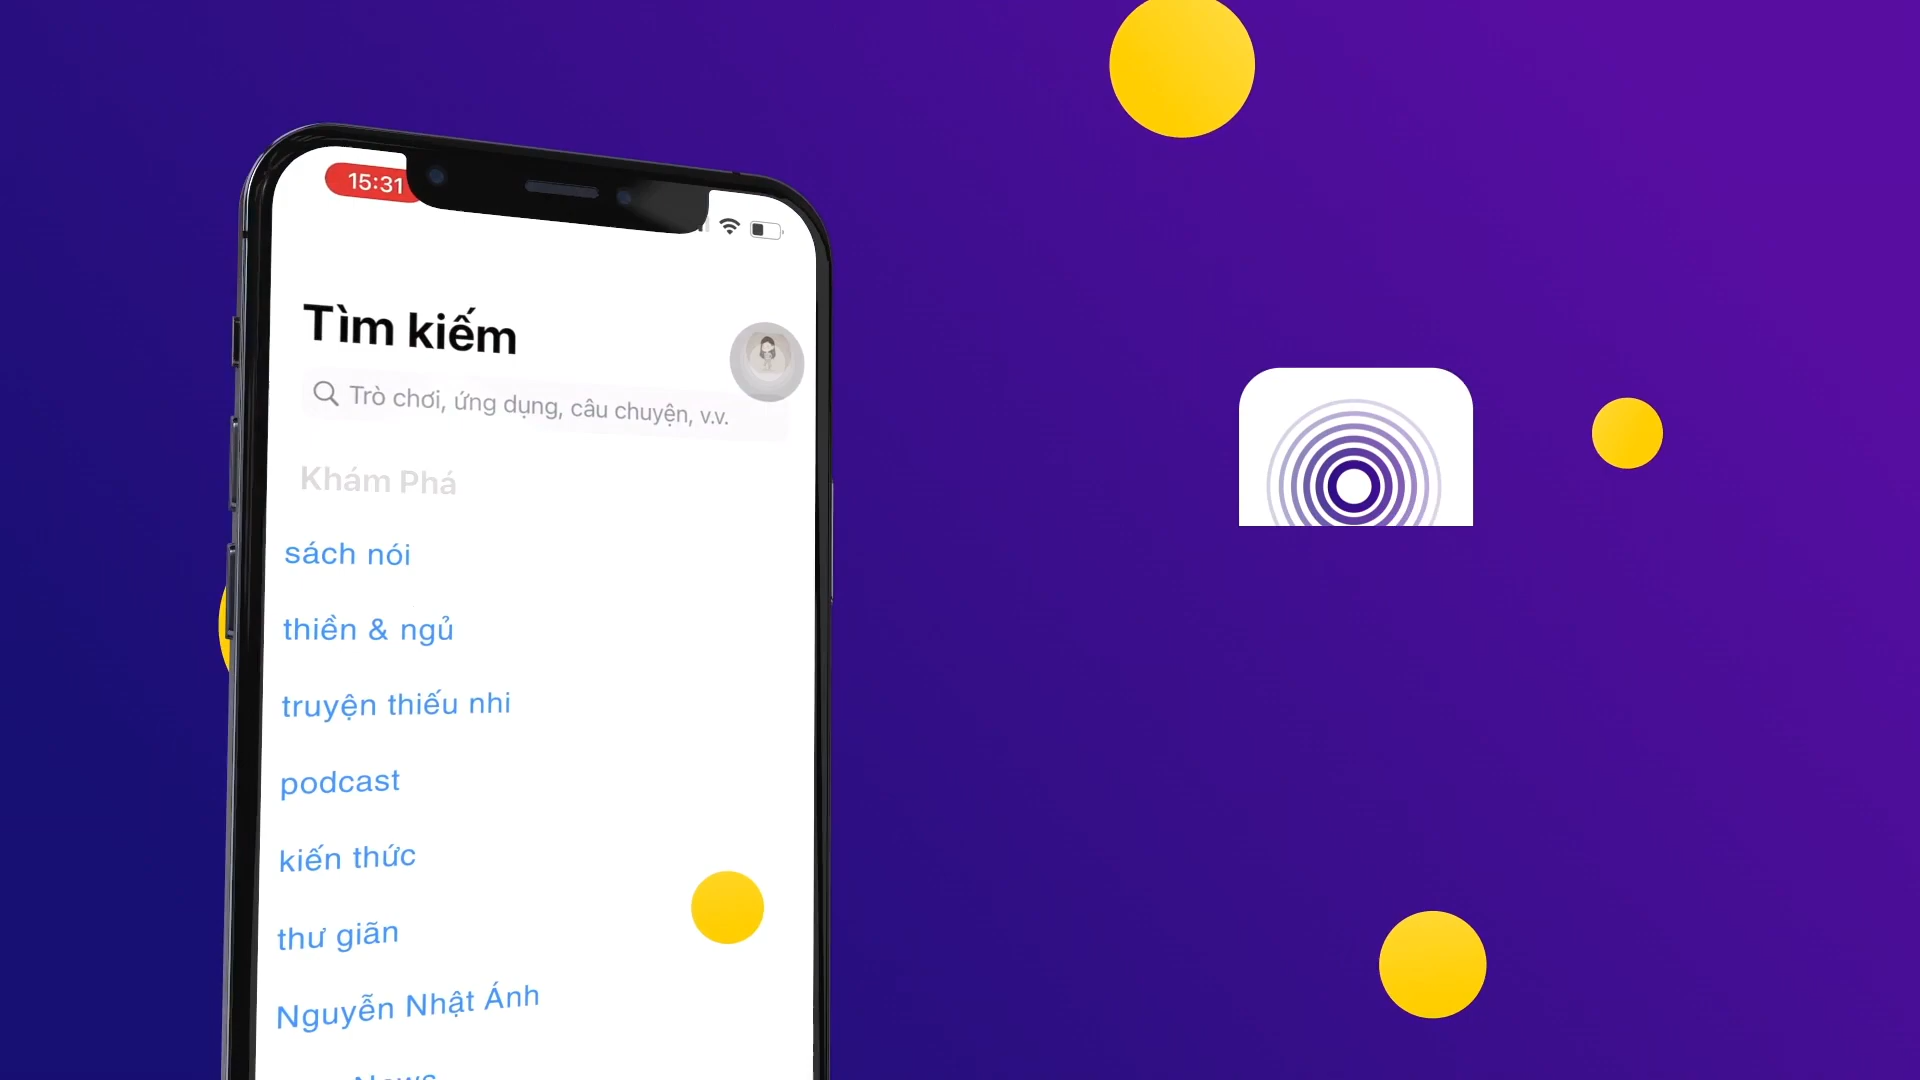 15:31
Tìm kiếm
Trò chơi, ứng dụng, câu chuyện, v.v.
Khám Phá
sách nói
thiền & ngủ
truyện thiếu nhi
podcast
kiến thức
thư giãn
Nguyễn Nhật Ánh
News